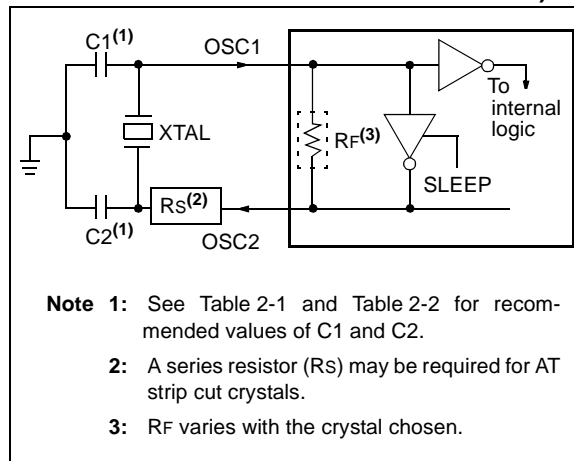 C1(1)
OSC1
To
internal
logic
XTAL
RF(3)
SLEEP
RS(2)
C2(1)
OSC2
Note 1: See Table 2-1 and Table 2-2 for recom-
mended values of C1 and C2.
2: A series resistor (RS) may be required for AT
strip cut crystals.
3: RF varies with the crystal chosen.